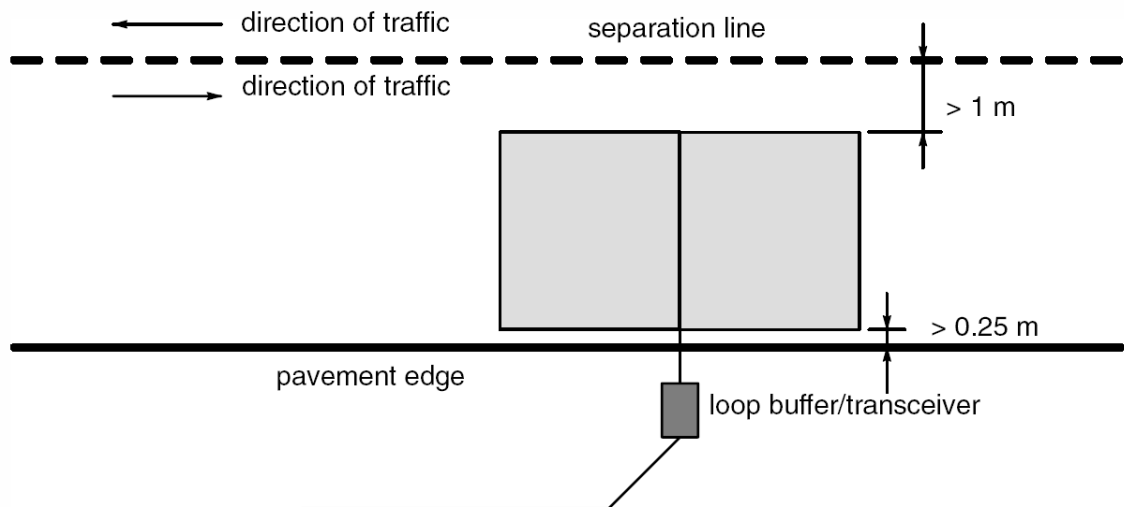 direction of traffic
separation line
direction of traffic
> 1 m
> 0.25 m
pavement edge
loop buffer/transceiver